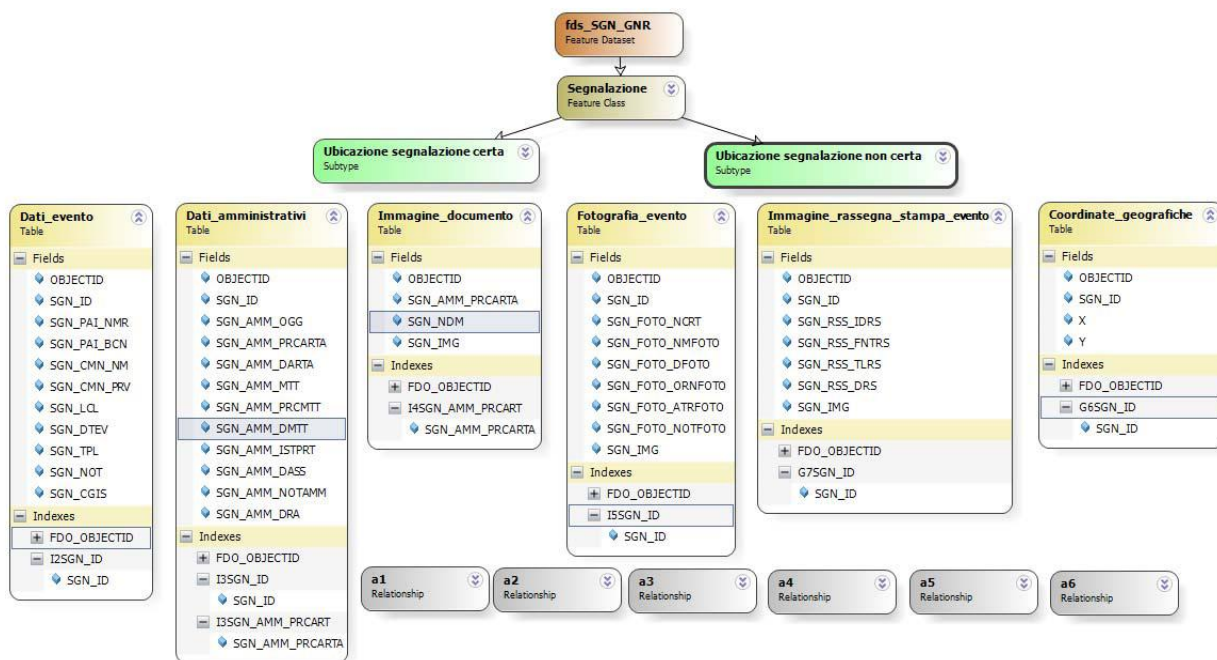 fds_SGN_GNR
Feature Dataset
Segnalazione
Feature Class
Ubicazione segnalazione certa
Subtype
Ubicazione segnalazione non certa
Subtype
Dati_evento
Table
Fields
OBJECTID
SGN_ID
SGN_PAI_NMR
SGN_PAI_BCN
SGN_CMN_NM
SGN_CMN_PRV
SGN_LCL
SGN_DTEV
SGN_TPL
SGN_NOT
SGN_CGIS
Indexes
FDO_OBJECTID
I2SGN_ID
SGN_ID
Dati_amministrativi
Table
Fields
OBJECTID
SGN_ID
SGN_AMM_OGG
SGN_AMM_PRCARTA
SGN_AMM_DARTA
SGN_AMM_MTT
SGN_AMM_PRCMTT
SGN_AMM_DMTT
SGN_AMM_ISTPRT
SGN_AMM_DASS
SGN_AMM_NOTAMM
SGN_AMM_DRA
Indexes
FDO_OBJECTID
I3SGN_ID
SGN_ID
I3SGN_AMM_PRCART
SGN_AMM_PRCARTA
Immagine_documento
Table
Fields
OBJECTID
SGN_AMM_PRCARTA
SGN_NDM
SGN_IMG
Indexes
FDO_OBJECTID
I4SGN_AMM_PRCART
SGN_AMM_PRCARTA
Fotografia_evento
Table
Fields
OBJECTID
SGN_ID
SGN_FOTO_NCRT
SGN_FOTO_NMFOTO
SGN_FOTO_DFOTO
SGN_FOTO_ORNFOTO
SGN_FOTO_ATRFOTO
SGN_FOTO_NOTFOTO
SGN_IMG
Indexes
FDO_OBJECTID
I5SGN_ID
SGN_ID
Immagine_rassegna_stampa_evento
Table
Fields
OBJECTID
SGN_ID
SGN_RSS_IDRS
SGN_RSS_FNTRS
SGN_RSS_TLRS
SGN_RSS_DRS
SGN_IMG
Indexes
FDO_OBJECTID
G7SGN_ID
SGN_ID
Coordinate_geografiche
Table
Fields
OBJECTID
SGN_ID
X
Y
Indexes
FDO_OBJECTID
G6SGN_ID
SGN_ID
a1
Relationship
a2
Relationship
a3
Relationship
a4
Relationship
a5
Relationship
a6
Relationship